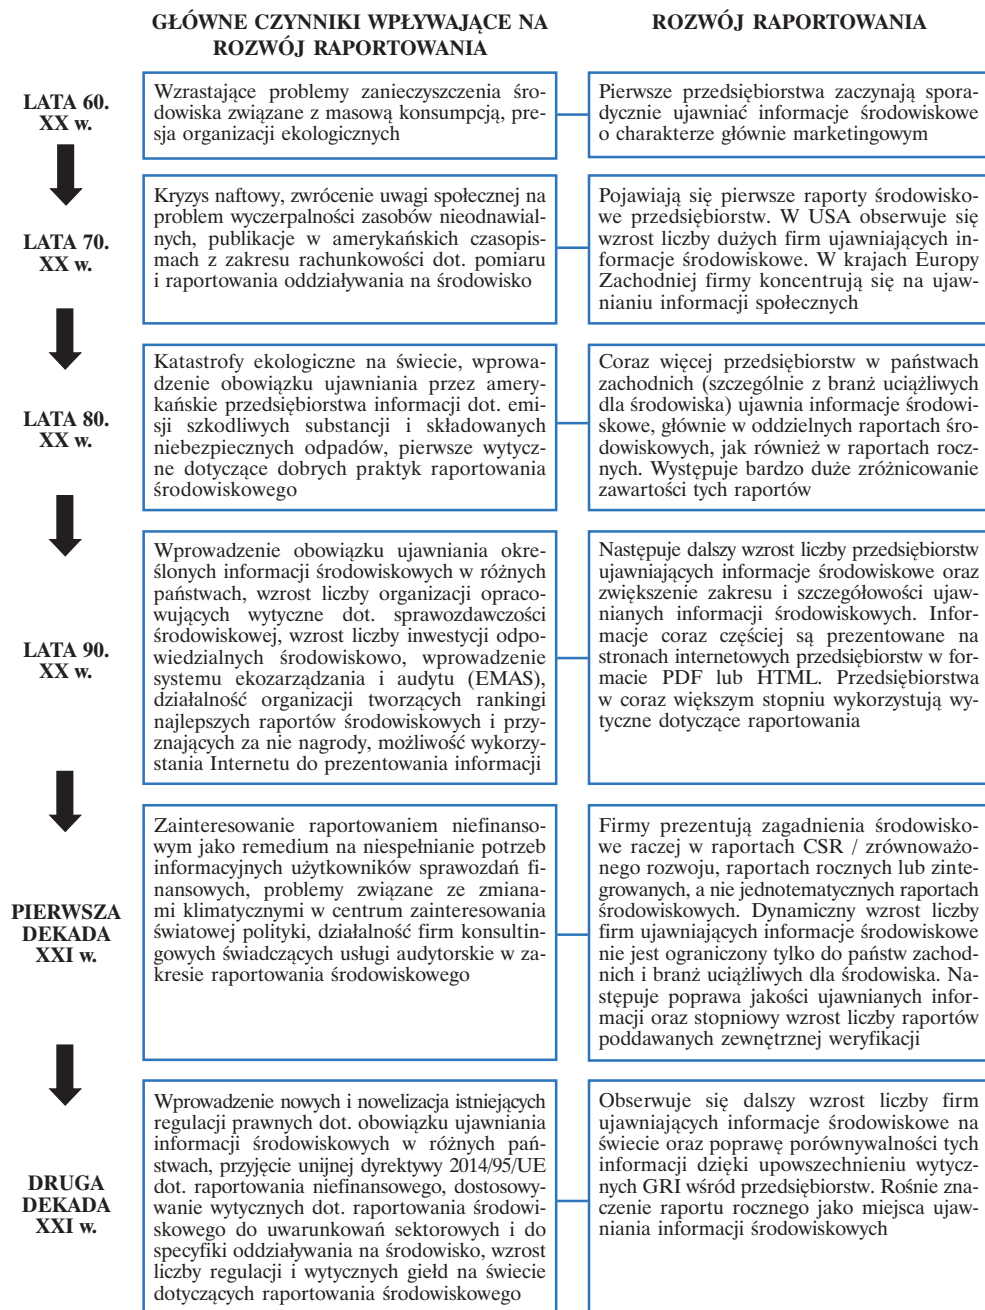 GŁÓWNE CZYNNIKI WPŁYWAJĄCE NA
ROZWÓJ RAPORTOWANIA
ROZWÓJ RAPORTOWANIA
LATA 60.
XX w.
Wzrastające problemy zanieczyszczenia śro-
dowiska związane z masową konsumpcją, pre-
sja organizacji ekologicznych
Pierwsze przedsiębiorstwa zaczynają spora-
dycznie ujawniać informacje środowiskowe
o charakterze głównie marketingowym
LATA 70.
XX w.
Kryzys naftowy, zwrócenie uwagi społecznej na
problem wyczerpalności zasobów nieodnawial-
nych, publikacje w amerykańskich czasopis-
mach z zakresu rachunkowości dot. pomiaru
i raportowania oddziaływania na środowisko
Pojawiają się pierwsze raporty środowisko-
we przedsiębiorstw. W USA obserwuje się
wzrost liczby dużych firm ujawniających in-
formacje środowiskowe. W krajach Europy
Zachodniej firmy koncentrują się na ujaw-
nianiu informacji społecznych
LATA 80.
XX w.
Katastrofy ekologiczne na świecie, wprowa-
dzenie obowiązku ujawniania przez amery-
kańskie przedsiębiorstwa informacji dot. emi-
sji szkodliwych substancji i składowanych
niebezpiecznych odpadów, pierwsze wytycz-
ne dotyczące dobrych praktyk raportowania
środowiskowego
Coraz więcej przedsiębiorstw w państwach
zachodnich (szczególnie z branż uciążliwych
dla środowiska) ujawnia informacje środowi-
skowe, głównie w oddzielnych raportach śro-
dowiskowych, jak również w raportach rocz-
nych. Występuje bardzo duże zróżnicowanie
zawartości tych raportów
LATA 90.
XX w.
Wprowadzenie obowiązku ujawniania okre-
ślonych informacji środowiskowych w różnych
państwach, wzrost liczby organizacji opraco-
wujących wytyczne dot. sprawozdawczości
środowiskowej, wzrost liczby inwestycji odpo-
wiedzialnych środowiskowo, wprowadzenie
systemu ekozarządzania i audytu (EMAS),
działalność organizacji tworzących rankingi
najlepszych raportów środowiskowych i przy-
znających za nie nagrody, możliwość wykorzy-
stania Internetu do prezentowania informacji
Następuje dalszy wzrost liczby przedsiębiorstw
ujawniających informacje środowiskowe oraz
zwiększenie zakresu i szczegółowości ujaw-
nianych informacji środowiskowych. Infor-
macje coraz częściej są prezentowane na
stronach internetowych przedsiębiorstw w for-
macie PDF lub HTML. Przedsiębiorstwa
w coraz większym stopniu wykorzystują wy-
tyczne dotyczące raportowania
PIERWSZA
DEKADA
XXI w.
Zainteresowanie raportowaniem niefinanso-
wym jako remedium na niespełnianie potrzeb
informacyjnych użytkowników sprawozdań fi-
nansowych, problemy związane ze zmiana-
mi klimatycznymi w centrum zainteresowania
światowej polityki, działalność firm konsultin-
gowych świadczących usługi audytorskie w za-
kresie raportowania środowiskowego
Firmy prezentują zagadnienia środowisko-
we raczej w raportach CSR / zrównoważo-
nego rozwoju, raportach rocznych lub zinte-
growanych, a nie jednotematycznych raportach
środowiskowych. Dynamiczny wzrost liczby
firm ujawniających informacje środowiskowe
nie jest ograniczony tylko do państw zachod-
nich i branż uciążliwych dla środowiska. Na-
stępuje poprawa jakości ujawnianych infor-
macji oraz stopniowy wzrost liczby raportów
poddawanych zewnętrznej weryfikacji
DRUGA
DEKADA
XXI w.
Wprowadzenie nowych i nowelizacja istniejących
regulacji prawnych dot. obowiązku ujawniania
informacji środowiskowych w różnych pań-
stwach, przyjęcie unijnej dyrektywy 2014/95/UE
dot. raportowania niefinansowego, dostosowy-
wanie wytycznych dot. raportowania środowi-
skowego do uwarunkowań sektorowych i do
specyfiki oddziaływania na środowisko, wzrost
liczby regulacji i wytycznych giełd na świecie
dotyczących raportowania środowiskowego
Obserwuje się dalszy wzrost liczby firm
ujawniających informacje środowiskowe na
świecie oraz poprawę porównywalności tych
informacji dzięki upowszechnieniu wytycz-
nych GRI wśród przedsiębiorstw. Rośnie zna-
czenie raportu rocznego jako miejsca ujaw-
niania informacji środowiskowych